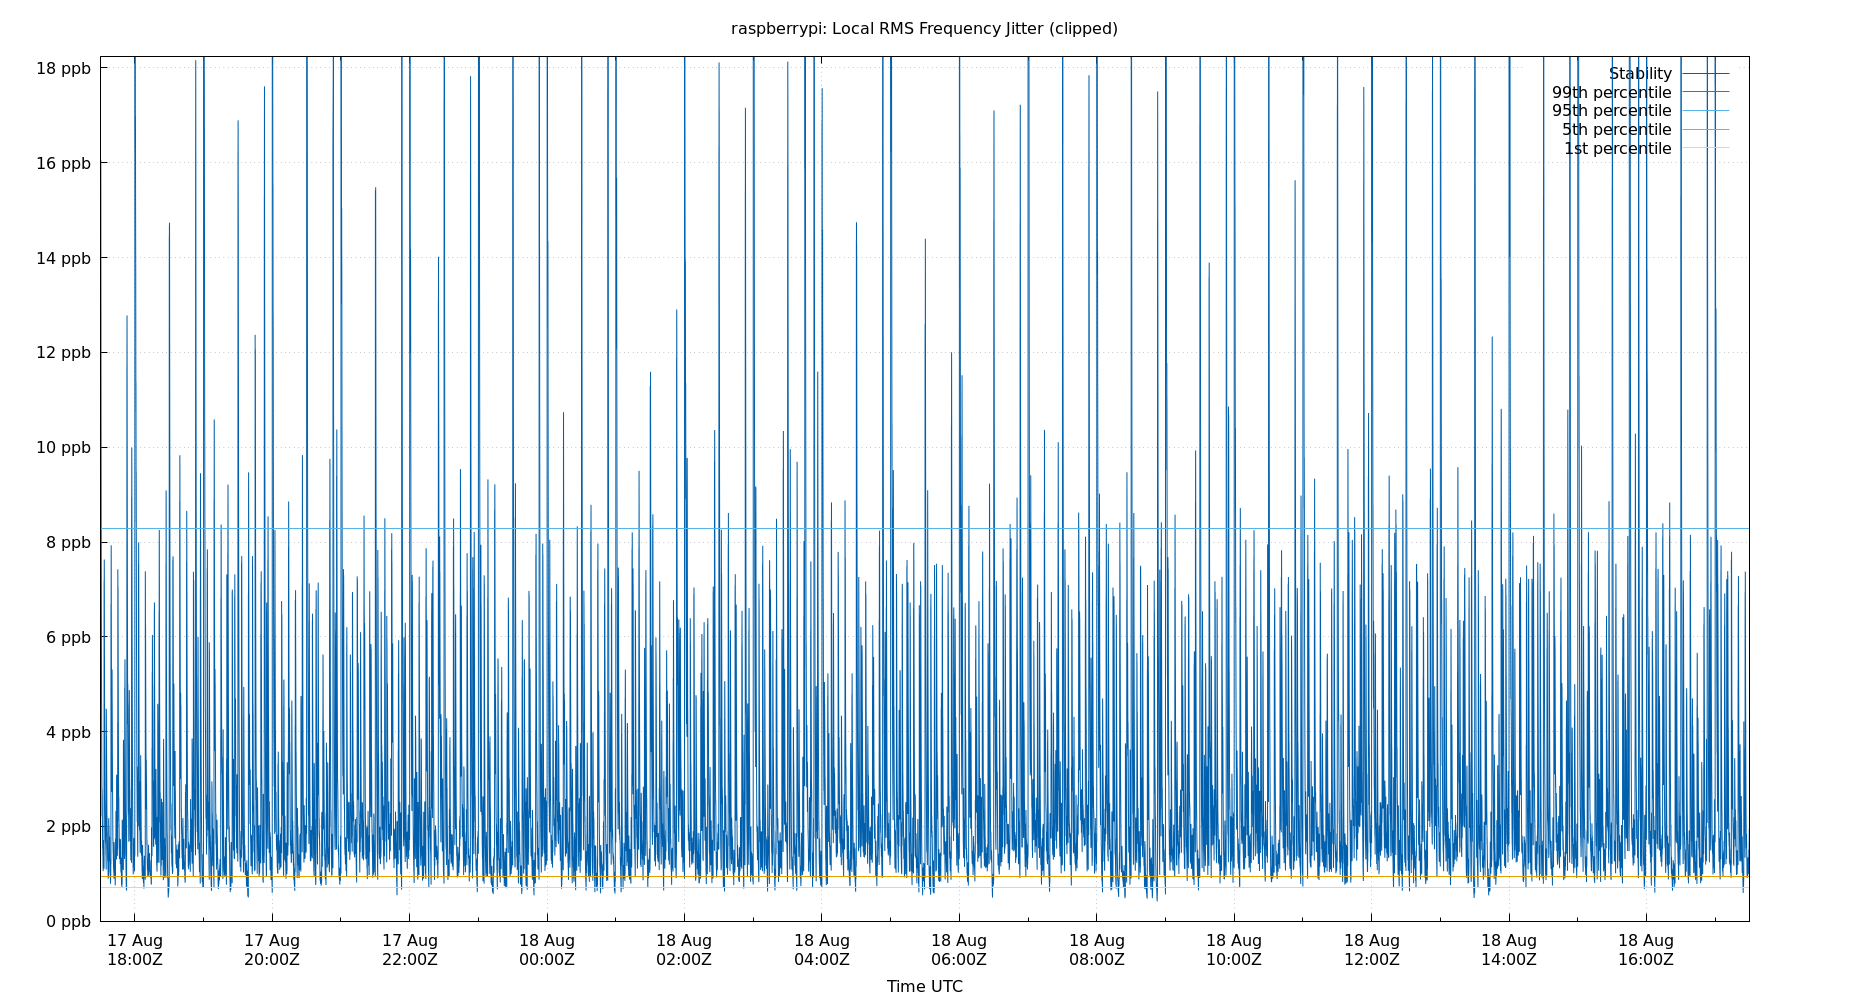 raspberrypi: Local RMS Frequency Jitter (clipped)
18 ppb
16 ppb
14 ppb
12 ppb
10 ppb
8 ppb
6 ppb
4 ppb
2 ppb
0 ppb
Stability
99th percentile
95th percentile
5th percentile
1st percentile
17 Aug 17 Aug 17 Aug 18 Aug 18 Aug 18 Aug 18 Aug 18 Aug 18 Aug 18 Aug 18 Aug 18 Aug
18:00Z 20:00Z 22:00Z 00:00Z 02:00Z 04:00Z 06:00Z 08:00Z 10:00Z 12:00Z 14:00Z 16:00Z
Time UTC